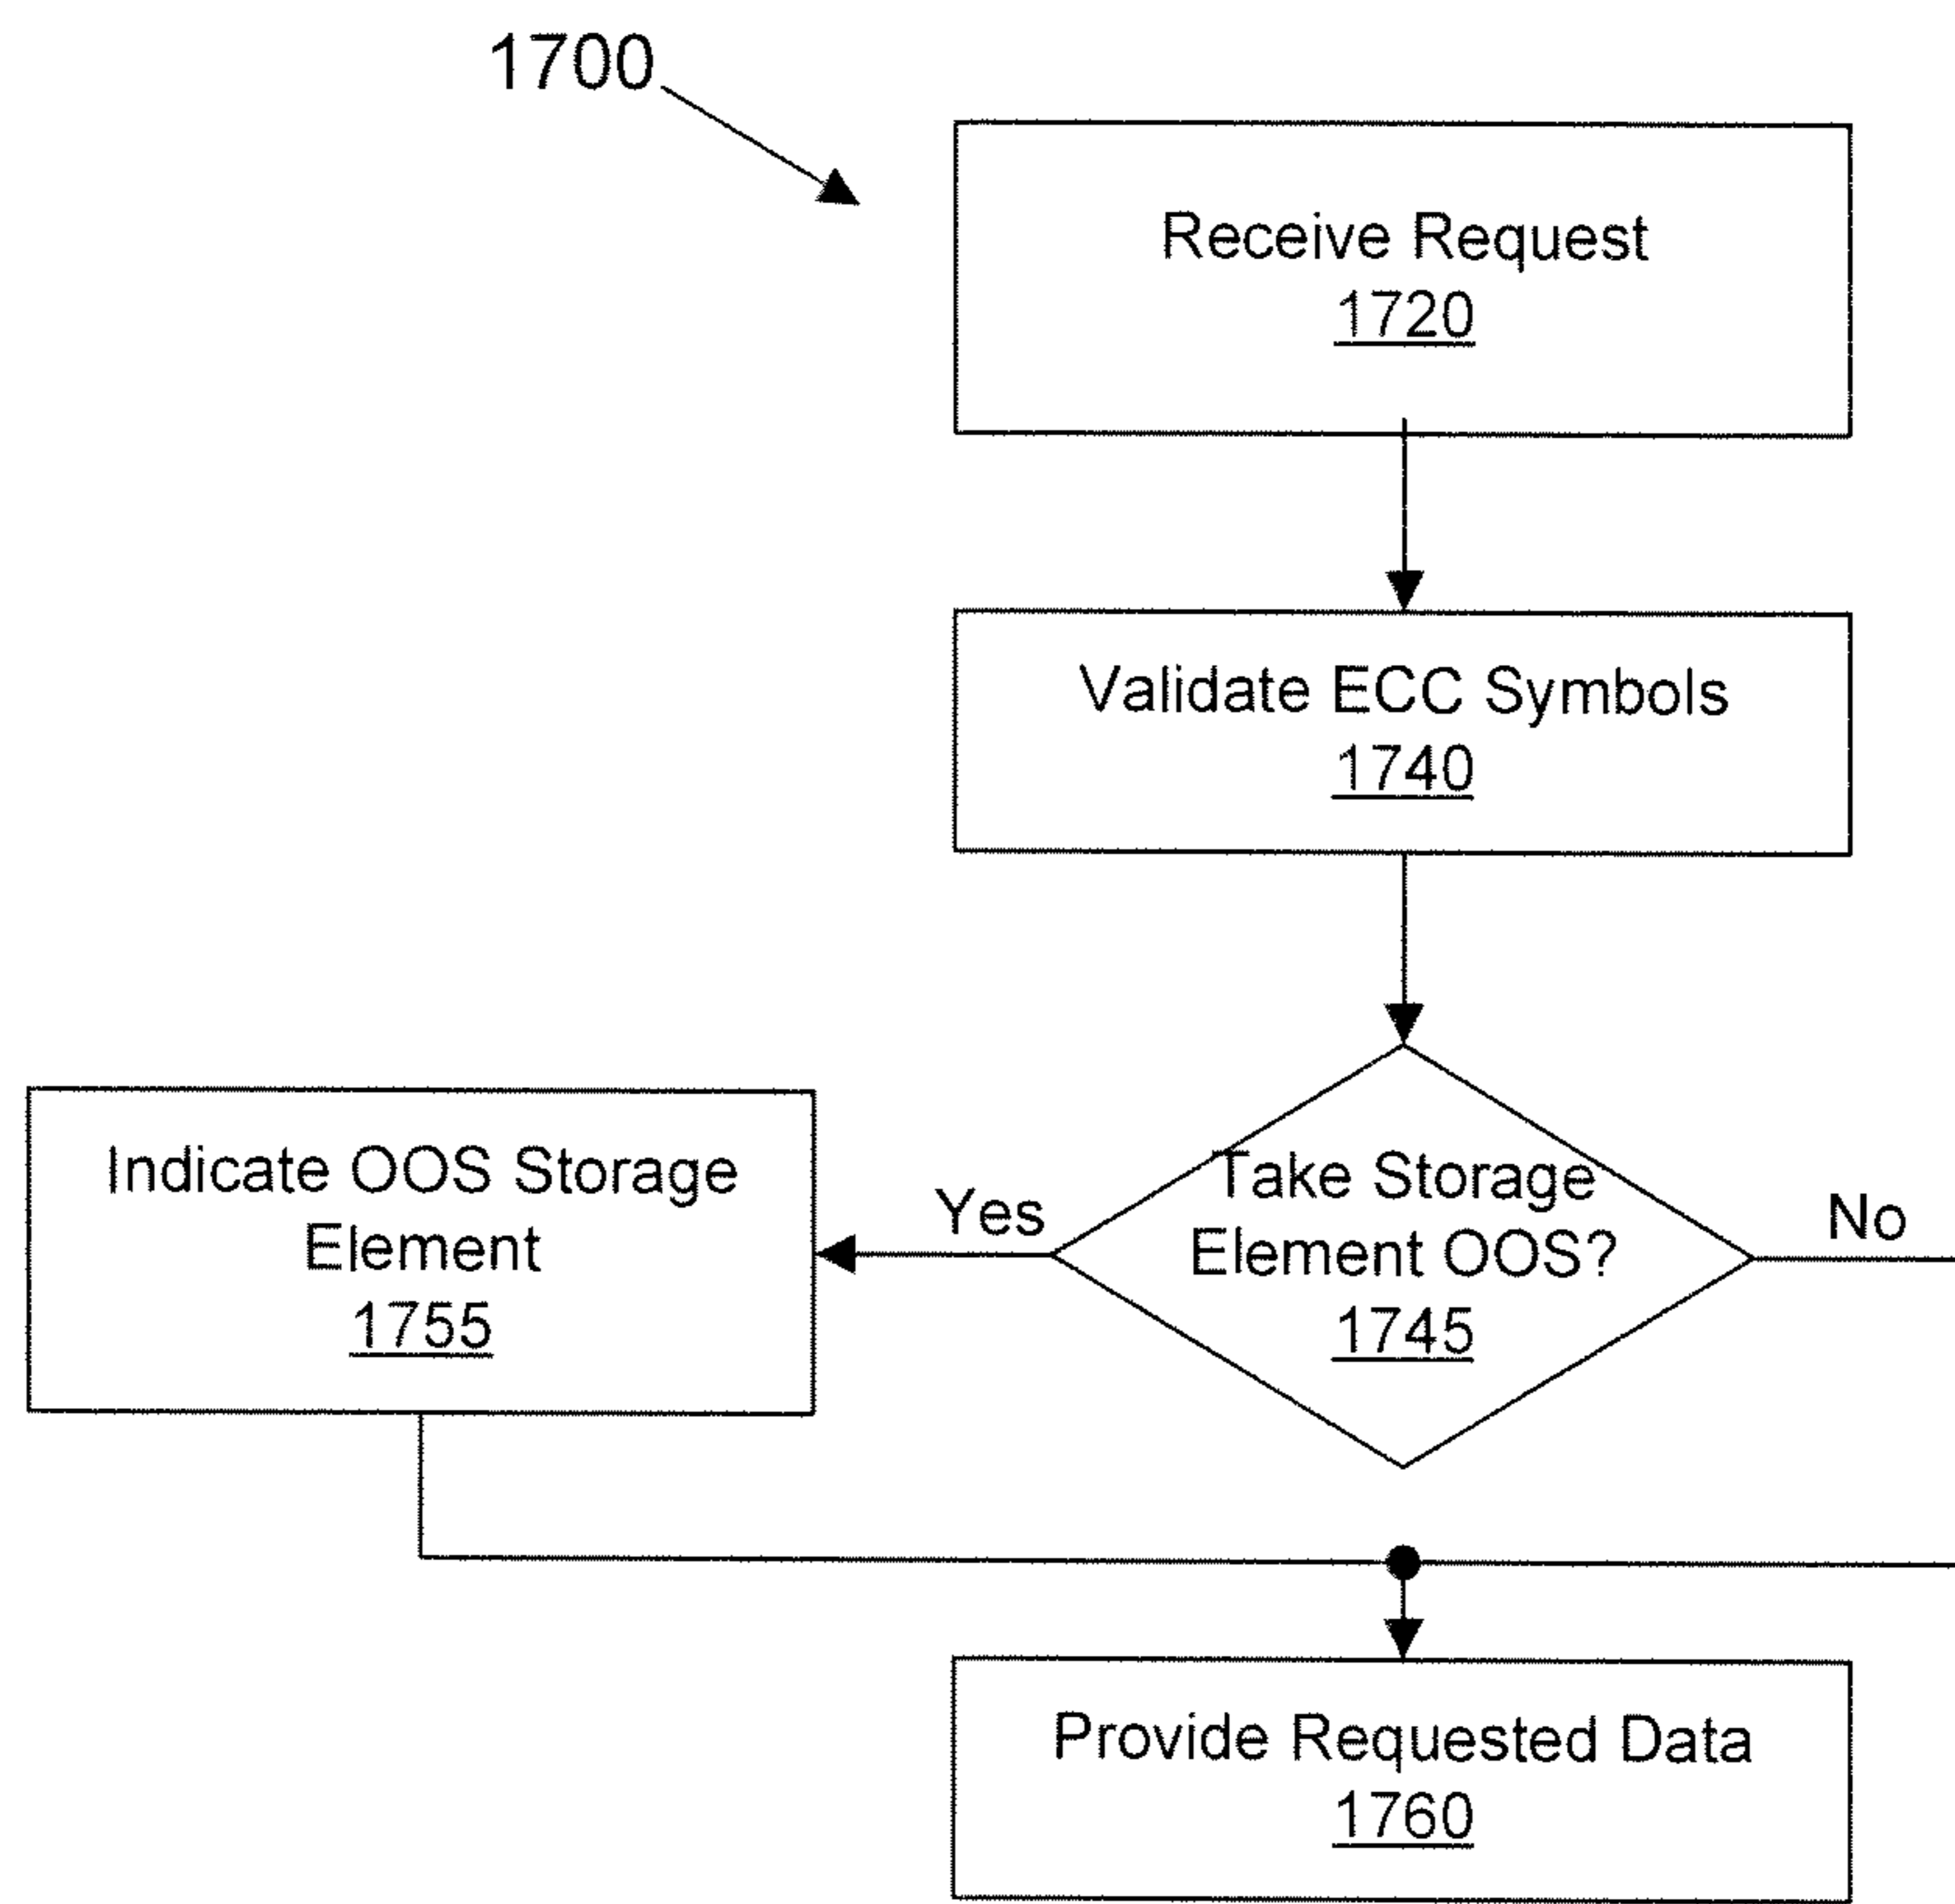 1700
Receive Request
1720
Validate ECC Symbols
1740
Take Storage
Element OOS?
1745
Yes
No
Indicate OOS Storage
Element
1755
Provide Requested Data
1760